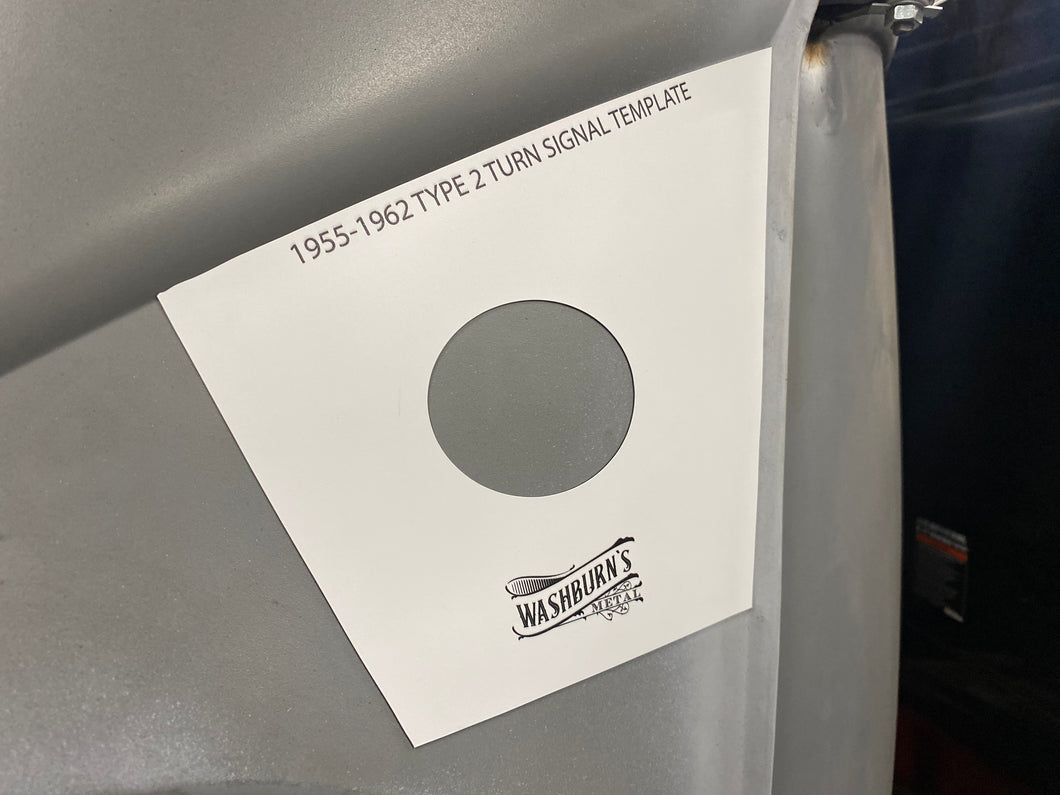 1955-1962 TYPE 2 TURN SIGNAL TEMPLATE
WASHBURN'S
METAL